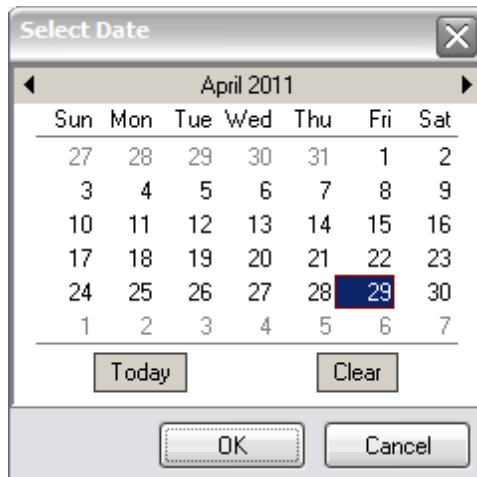 Select Date
April 2011
Sun Mon Tue Wed Thu Fri Sat
27 28 29 30 31 1 2
3 4 5 6 7 8 9
10 11 12 13 14 15 16
17 18 19 20 21 22 23
24 25 26 27 28 29 30
1 2 3 4 5 6 7
Today Clear
OK Cancel